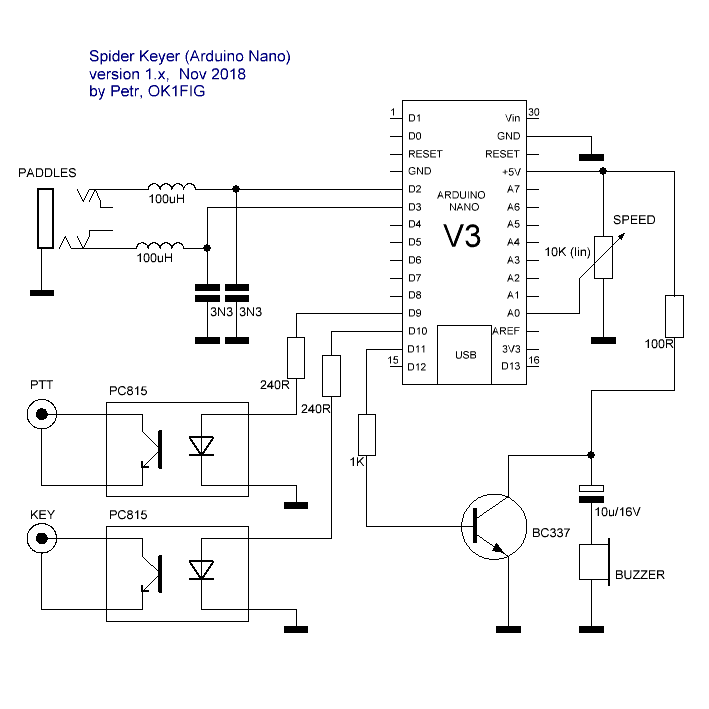 Spider Keyer (Arduino Nano)
version 1.x, Nov 2018
by Petr, OK1FIG
1 D1 Vin 30
D0 GND
RESET RESET
GND +5V
D2 A7
D3 A6
D4 A5
D5 A4
D6 A3
D7 A2
D8 A1
D9 A0
D10 AREF
D11 3V3
15 D12 D13 16
ARDUINO
NANO
V3
USB
PADDLES
100uH
100uH
3N3 3N3
SPEED
10K (lin)
100R
240R
240R
1K
PTT
PC815
KEY
PC815
BC337
10u/16V
BUZZER